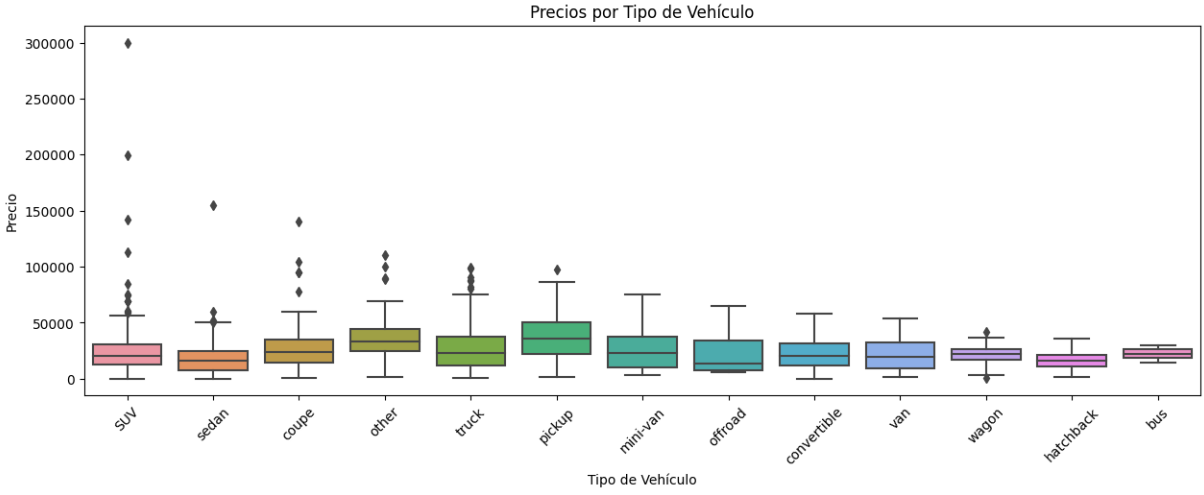 Precios por Tipo de Vehículo
Precio
300000
250000
200000
150000
100000
50000
0
SUV
sedan
coupe
other
truck
pickup
mini-van
offroad
convertible
van
wagon
hatchback
bus
Tipo de Vehículo